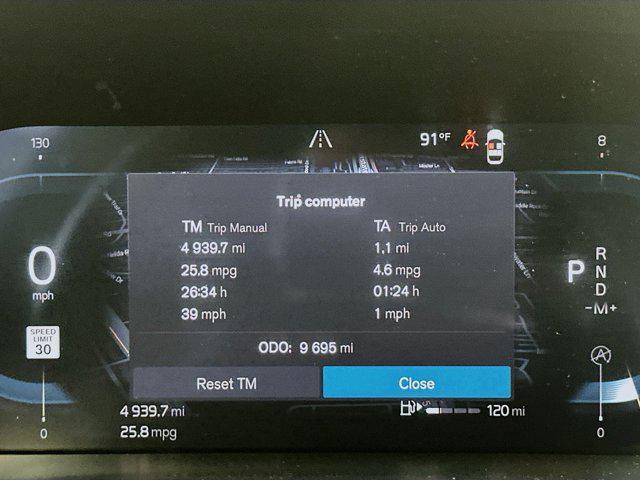 130
91°F
8
Trip computer
TM Trip Manual
TA Trip Auto
4 939.7 mi
1,1 mi
25.8 mpg
4.6 mpg
26:34 h
01:24 h
39 mph
1 mph
ODO: 9 695 mi
Reset TM
Close
0
mph
SPEED
LIMIT
30
P
R
N
D
-M+
A
4 939.7 mi
25.8 mpg
120 mi
0
0